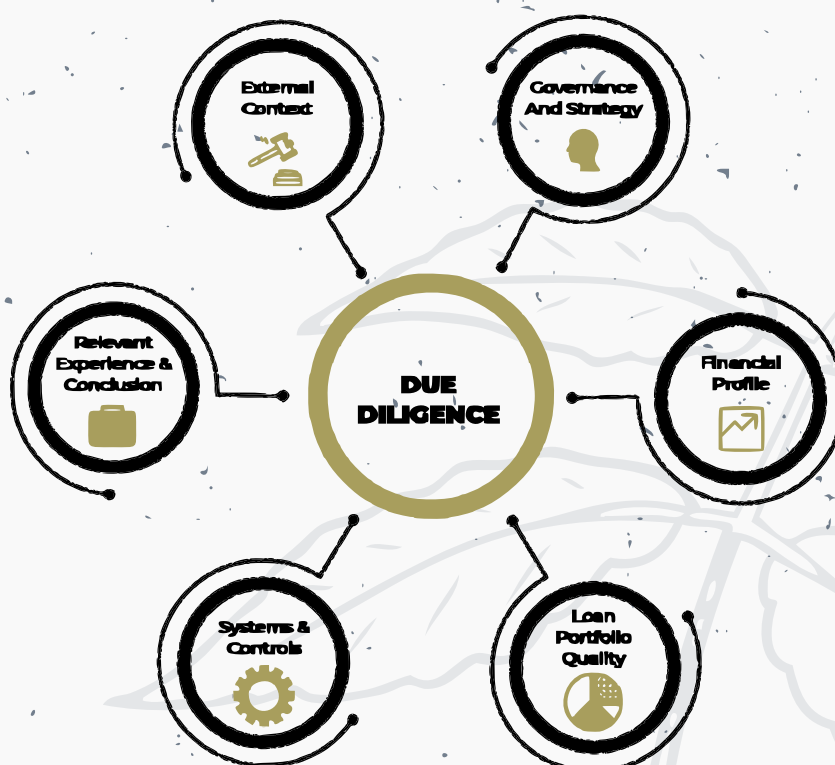 External
Context
Governance
And Strategy
Relevant
Experience &
Conclusion
DUE
DILIGENCE
Financial
Profile
Systems &
Controls
Loan
Portfolio
Quality